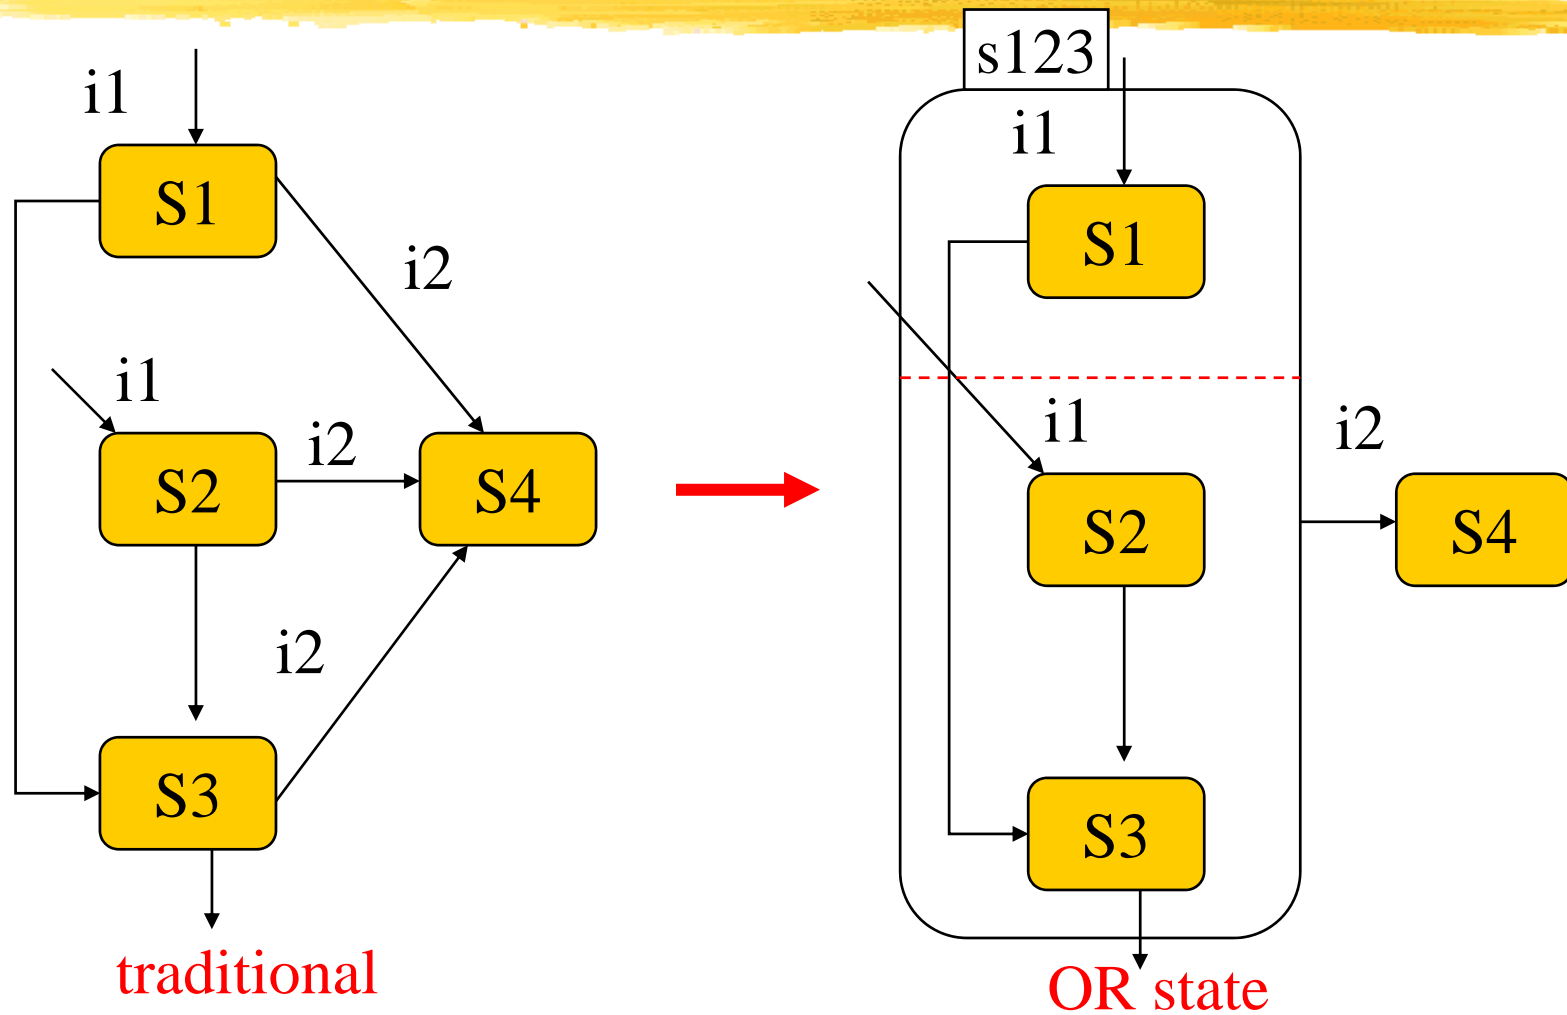 i1
S1
i2
i1
S2
i2
S4
i2
S3
traditional
s123
i1
S1
i1
i2
S2
S4
S3
OR state